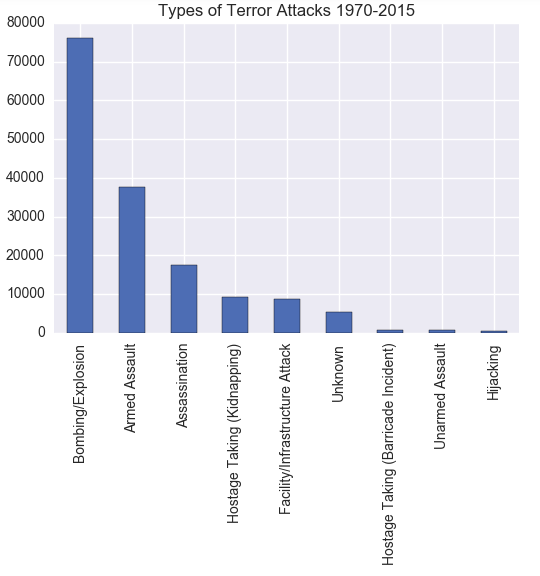 Types of Terror Attacks 1970-2015
80000
70000
60000
50000
40000
30000
20000
10000
0
Bombing/Explosion
Armed Assault
Assassination
Hostage Taking (Kidnapping)
Facility/Infrastructure Attack
Unknown
Hostage Taking (Barricade Incident)
Unarmed Assault
Hijacking